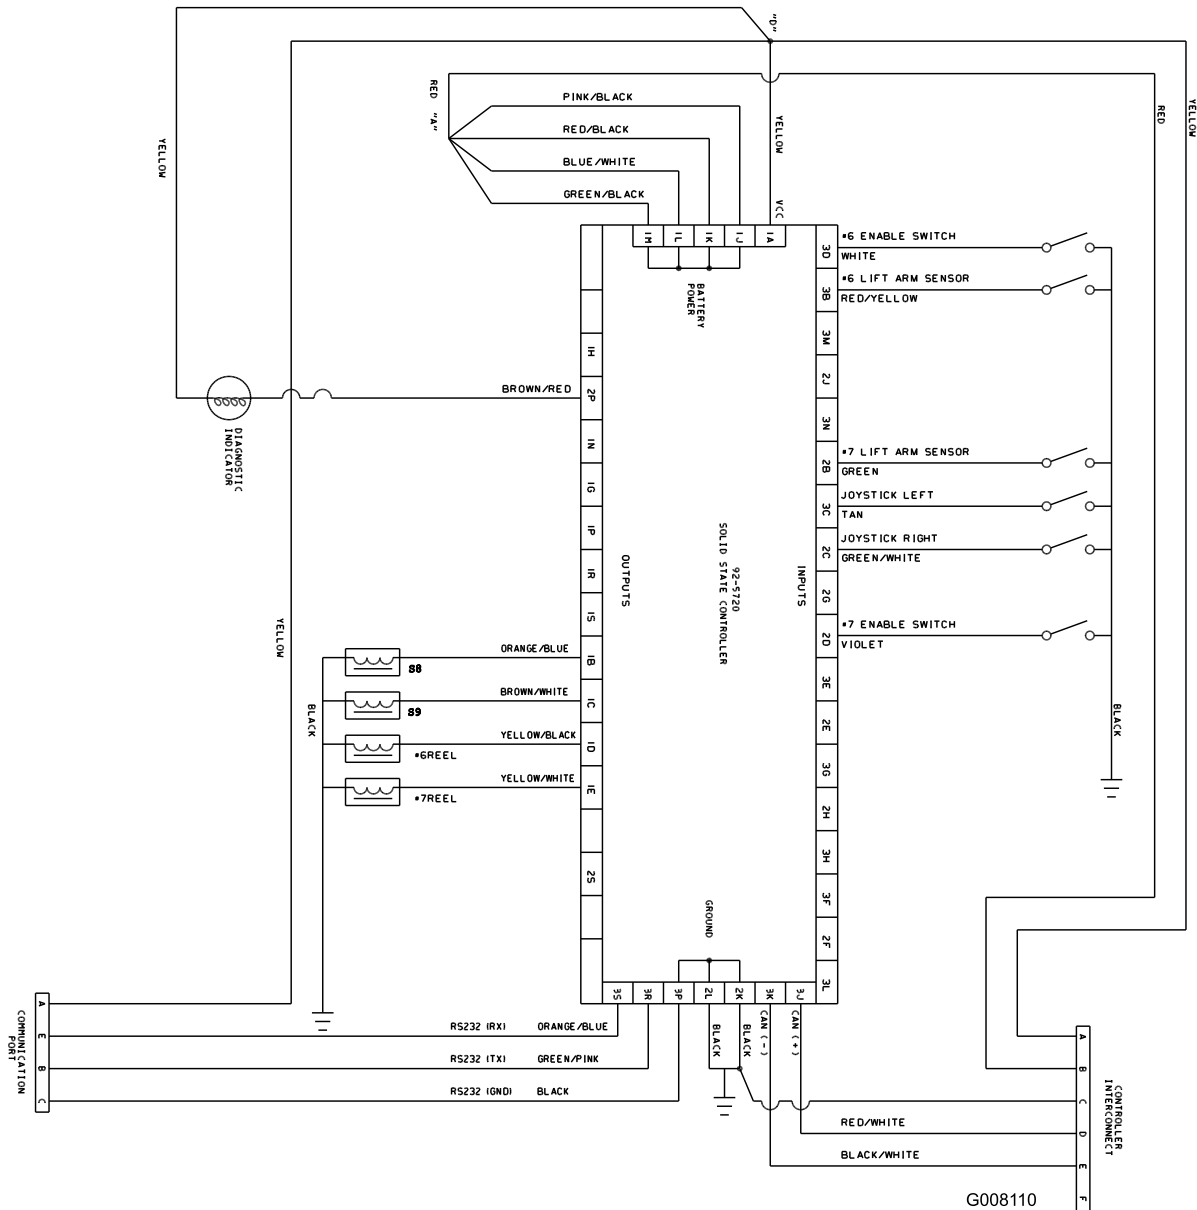 "D"
RED "A"
PINK/BLACK
RED/BLACK
BLUE/WHITE
GREEN/BLACK
YELLOW
YELLOW
VCC
RED
YELLOW
1M
1L
1K
1J
1A
BATTERY
POWER
3D
3B
3M
2J
3N
2B
3C
2C
2G
2D
3E
2E
3G
2H
3H
3F
2F
3L
#6 ENABLE SWITCH
WHITE
#6 LIFT ARM SENSOR
RED/YELLOW
#7 LIFT ARM SENSOR
GREEN
JOYSTICK LEFT
TAN
JOYSTICK RIGHT
GREEN/WHITE
#7 ENABLE SWITCH
VIOLET
BLACK
1H
2P
1N
1G
1P
1R
1S
1B
1C
1D
1E
2S
BROWN/RED
DIAGNOSTIC
INDICATOR
OUTPUTS
92-5720
SOLID STATE CONTROLLER
INPUTS
YELLOW
ORANGE/BLUE
S8
BROWN/WHITE
S9
YELLOW/BLACK
#6REEL
YELLOW/WHITE
#7REEL
BLACK
GROUND
3S
3R
3P
2L
2K
3K
3J
BLACK
BLACK
CAN (-)
CAN (+)
COMMUNICATION
PORT
A
E
B
C
RS232 (RX) ORANGE/BLUE
RS232 (TX) GREEN/PINK
RS232 (GND) BLACK
RED/WHITE
BLACK/WHITE
A
B
C
D
E
F
CONTROLLER
INTERCONNECT
G008110